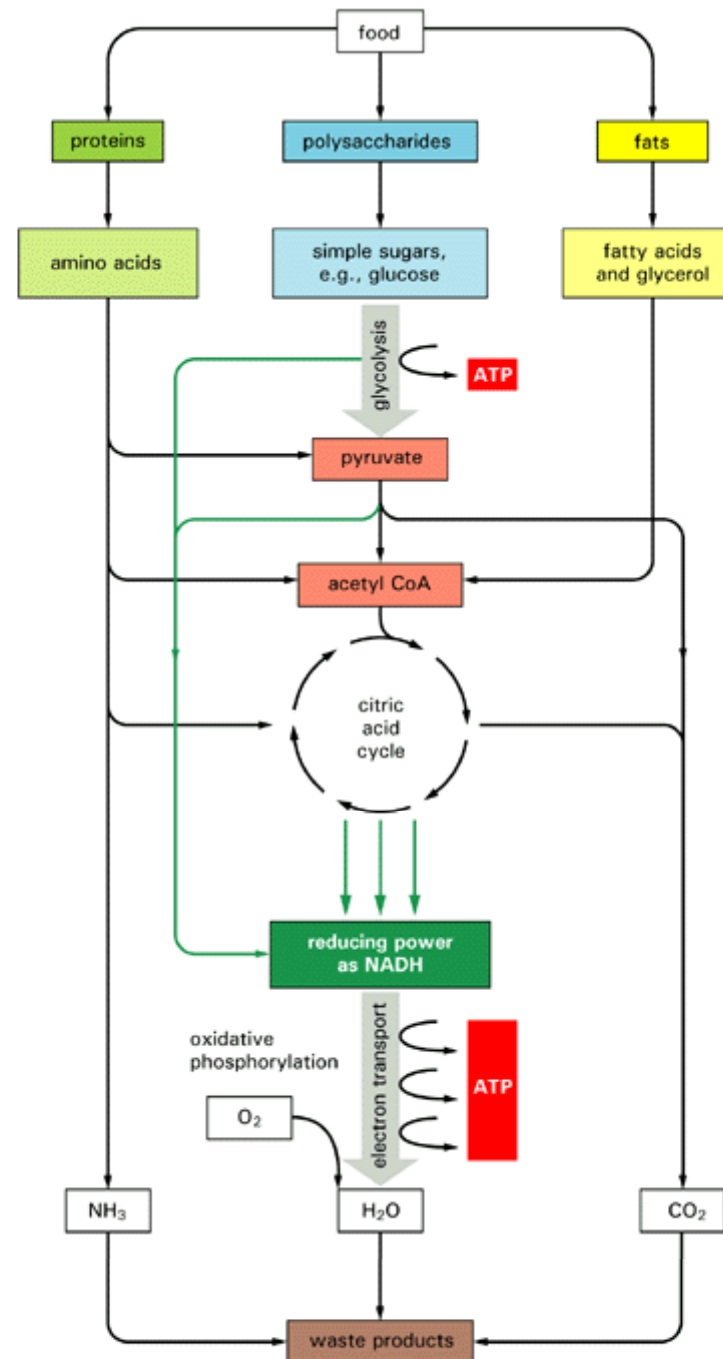 food
proteins
polysaccharides
fats
amino acids
simple sugars,
e.g., glucose
fatty acids
and glycerol
glycolysis
ATP
pyruvate
acetyl CoA
citric
acid
cycle
reducing power
as NADH
oxidative
phosphorylation
electron transport
ATP
O₂
NH₃
H₂O
CO₂
waste products